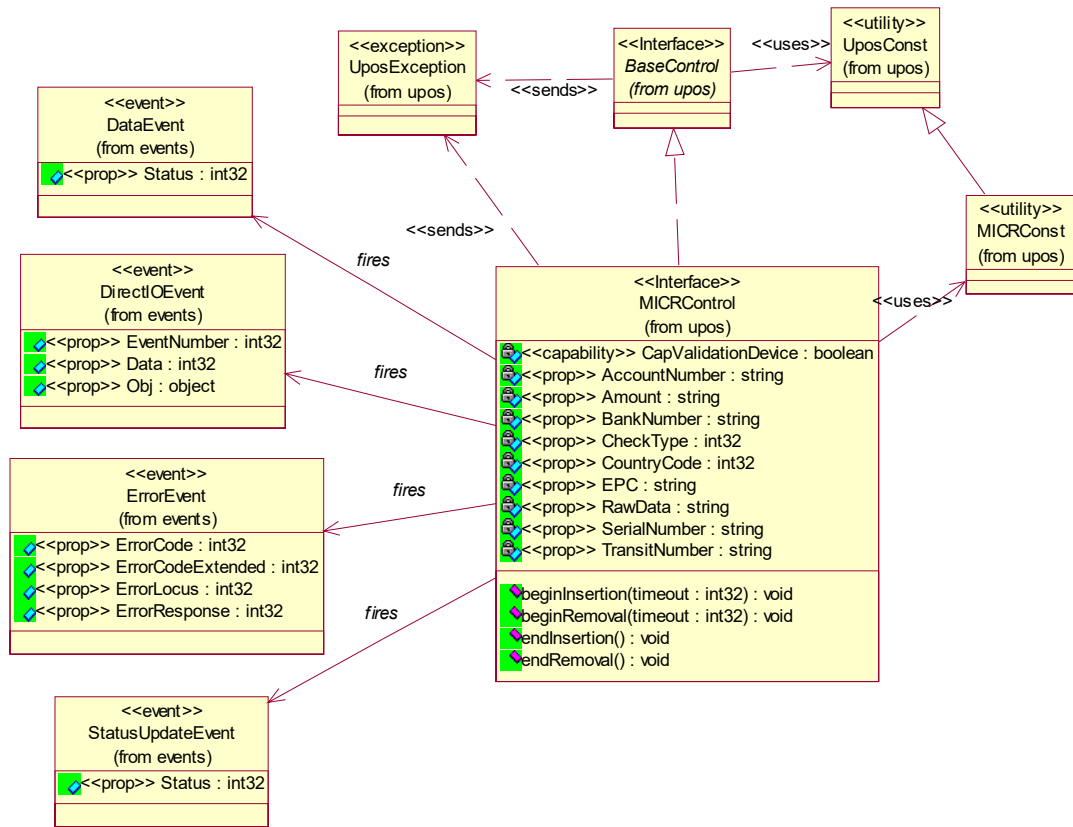 <<exception>>
UposException
(from upos)
<<Interface>>
BaseControl
(from upos)
<<utility>>
UposConst
(from upos)
<<uses>>
<<sends>>
<<event>>
DataEvent
(from events)
<<prop>> Status : int32
<<utility>>
MICRConst
(from upos)
<<sends>>
fires
<<event>>
DirectIOEvent
(from events)
<<prop>> EventNumber : int32
<<prop>> Data : int32
<<prop>> Obj : object
fires
<<Interface>>
MICRControl
(from upos)
<<uses>>
<<capability>> CapValidationDevice : boolean
<<prop>> AccountNumber : string
<<prop>> Amount : string
<<prop>> BankNumber : string
<<prop>> CheckType : int32
<<prop>> CountryCode : int32
<<prop>> EPC : string
<<prop>> RawData : string
<<prop>> SerialNumber : string
<<prop>> TransitNumber : string
beginInsertion(timeout : int32) : void
beginRemoval(timeout : int32) : void
endInsertion() : void
endRemoval() : void
<<event>>
ErrorEvent
(from events)
<<prop>> ErrorCode : int32
<<prop>> ErrorCodeExtended : int32
<<prop>> ErrorLocus : int32
<<prop>> ErrorResponse : int32
fires
fires
<<event>>
StatusUpdateEvent
(from events)
<<prop>> Status : int32